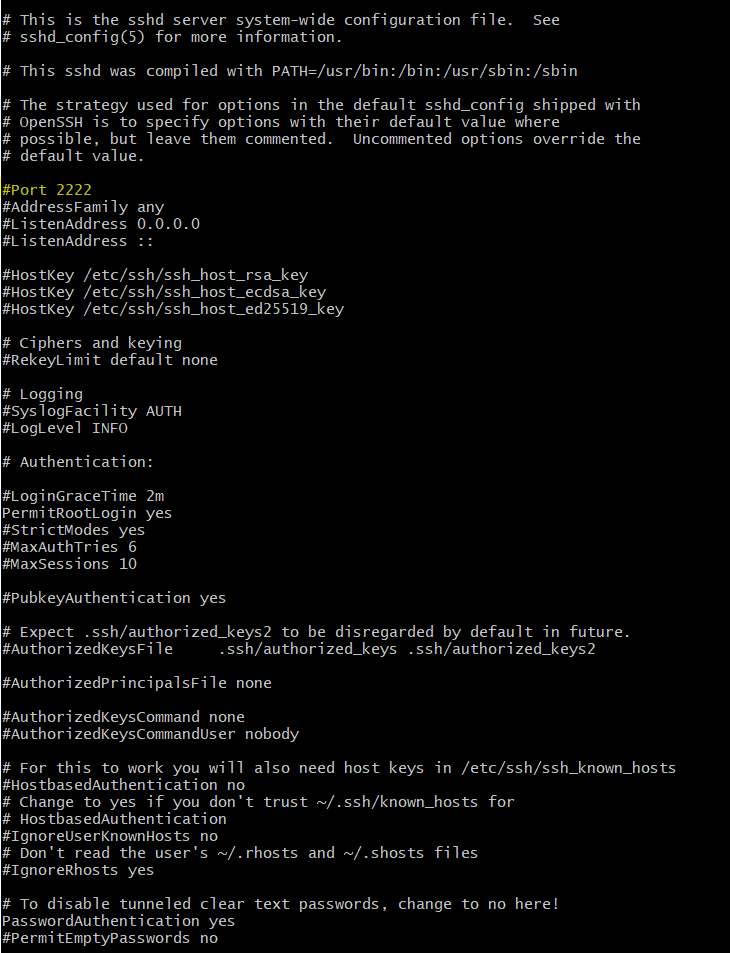 # This is the sshd server system-wide configuration file.  See
# sshd_config(5) for more information.
# This sshd was compiled with PATH=/usr/bin:/bin:/usr/sbin:/sbin
# The strategy used for options in the default sshd_config shipped with
# OpenSSH is to specify options with their default value where
# possible, but leave them commented.  Uncommented options override the
# default value.
#Port 2222
#AddressFamily any
#ListenAddress 0.0.0.0
#ListenAddress ::
#HostKey /etc/ssh/ssh_host_rsa_key
#HostKey /etc/ssh/ssh_host_ecdsa_key
#HostKey /etc/ssh/ssh_host_ed25519_key
# Ciphers and keying
#RekeyLimit default none
# Logging
#SyslogFacility AUTH
#LogLevel INFO
# Authentication:
#LoginGraceTime 2m
PermitRootLogin yes
#StrictModes yes
#MaxAuthTries 6
#MaxSessions 10
#PubkeyAuthentication yes
# Expect .ssh/authorized_keys2 to be disregarded by default in future.
#AuthorizedKeysFile     .ssh/authorized_keys .ssh/authorized_keys2
#AuthorizedPrincipalsFile none
#AuthorizedKeysCommand none
#AuthorizedKeysCommandUser nobody
# For this to work you will also need host keys in /etc/ssh/ssh_known_hosts
#HostbasedAuthentication no
# Change to yes if you don't trust ~/.ssh/known_hosts for
# HostbasedAuthentication
#IgnoreUserKnownHosts no
# Don't read the user's ~/.rhosts and ~/.shosts files
#IgnoreRhosts yes
# To disable tunneled clear text passwords, change to no here!
PasswordAuthentication yes
#PermitEmptyPasswords no